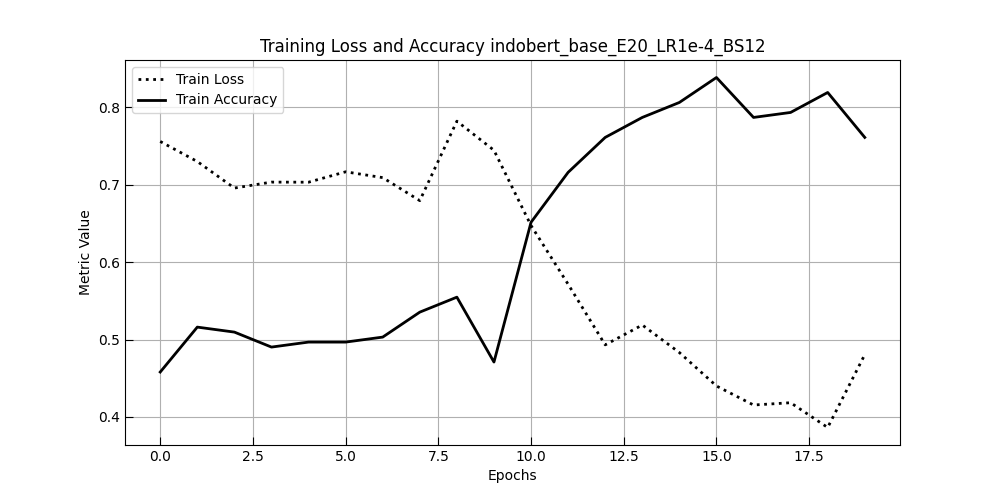 Training Loss and Accuracy indobert_base_E20_LR1e-4_BS12
Train Loss
Train Accuracy
Metric Value
0.8
0.7
0.6
0.5
0.4
0.0 2.5 5.0 7.5 10.0 12.5 15.0 17.5
Epochs